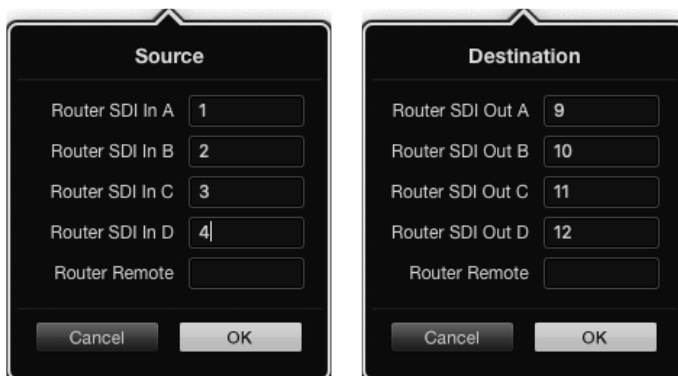 Source
Router SDI In A 1
Router SDI In B 2
Router SDI In C 3
Router SDI In D 4
Router Remote
Cancel OK
Destination
Router SDI Out A 9
Router SDI Out B 10
Router SDI Out C 11
Router SDI Out D 12
Router Remote
Cancel OK